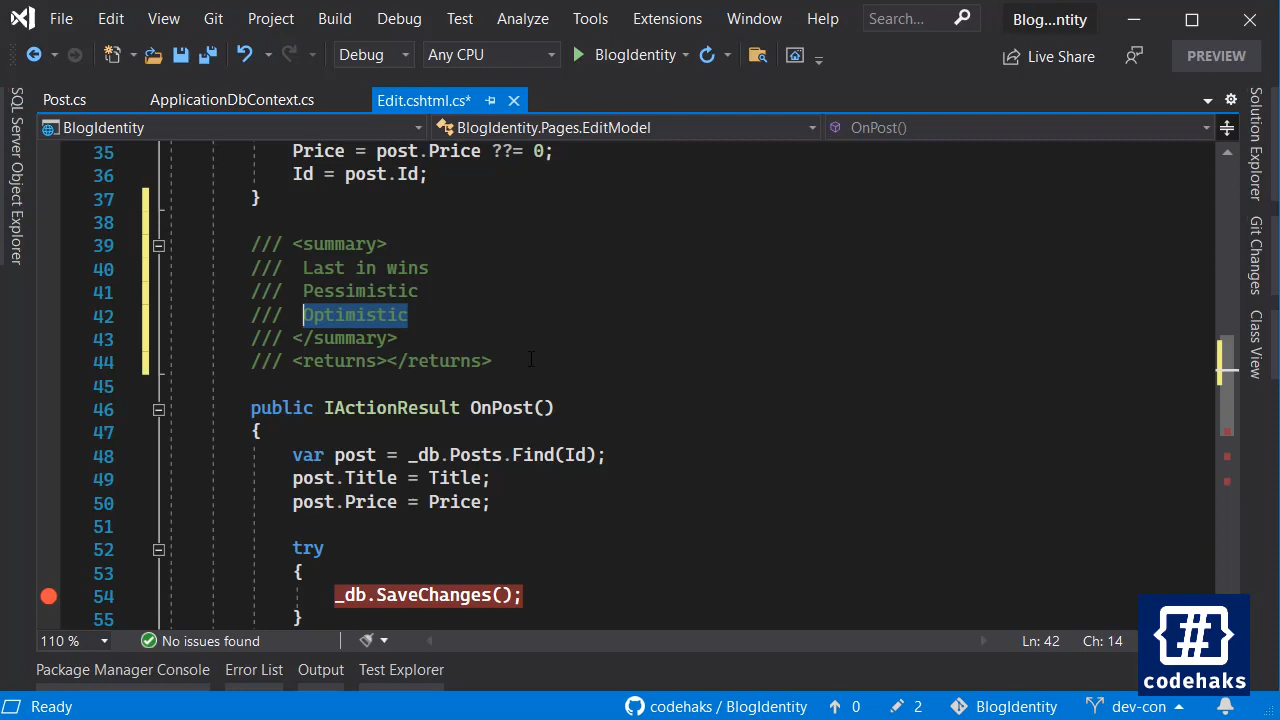 File Edit View Git Project Build Debug Test Analyze Tools Extensions Window Help Search... Blog...ntity
Debug Any CPU BlogIdentity Live Share PREVIEW
Post.cs ApplicationDbContext.cs Edit.cshtml.cs*
BlogIdentity BlogIdentity.Pages.EditModel OnPost()
SQL Server Object Explorer
Solution Explorer
Git Changes
Class View
35 Price = post.Price ??= 0;
36 Id = post.Id;
37 }
38
39 /// <summary>
40 /// Last in wins
41 /// Pessimistic
42 /// Optimistic
43 /// </summary>
44 /// <returns></returns>
45
46 public IActionResult OnPost()
47 {
48 var post = _db.Posts.Find(Id);
49 post.Title = Title;
50 post.Price = Price;
51
52 try
53 {
54 _db.SaveChanges();
55 }
110 % No issues found Ln: 42 Ch: 14
Package Manager Console Error List Output Test Explorer
Ready codehaks / BlogIdentity 0 2 BlogIdentity dev-con
{#}
codehaks